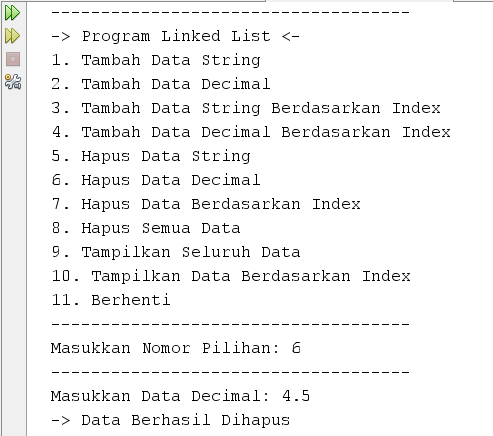 ------------------------------------
-> Program Linked List <-
1. Tambah Data String
2. Tambah Data Decimal
3. Tambah Data String Berdasarkan Index
4. Tambah Data Decimal Berdasarkan Index
5. Hapus Data String
6. Hapus Data Decimal
7. Hapus Data Berdasarkan Index
8. Hapus Semua Data
9. Tampilkan Seluruh Data
10. Tampilkan Data Berdasarkan Index
11. Berhenti
------------------------------------
Masukkan Nomor Pilihan: 6
------------------------------------
Masukkan Data Decimal: 4.5
-> Data Berhasil Dihapus